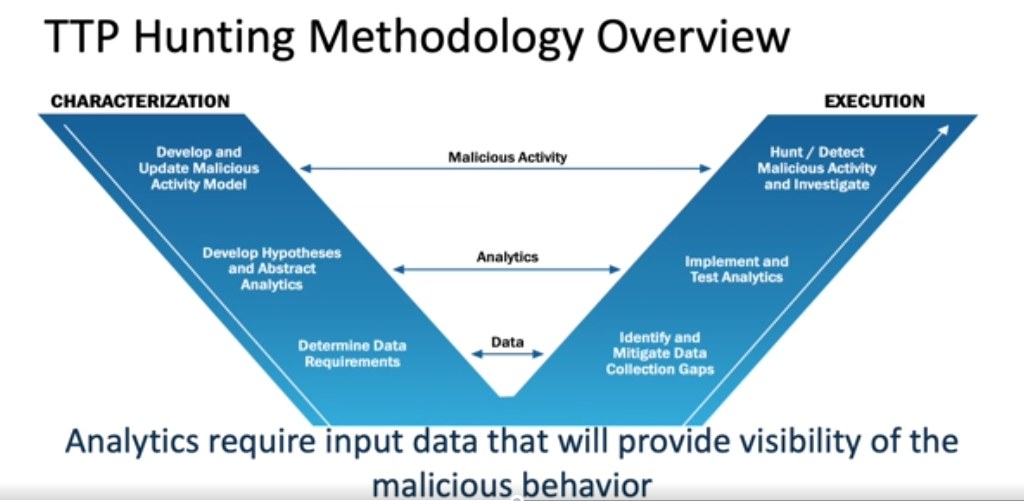 TTP Hunting Methodology Overview
CHARACTERIZATION
EXECUTION
Develop and
Update Malicious
Activity Model
Malicious Activity
Hunt / Detect
Malicious Activity
and Investigate
Develop Hypotheses
and Abstract
Analytics
Analytics
Implement and
Test Analytics
Determine Data
Requirements
Data
Identify and
Mitigate Data
Collection Gaps
Analytics require input data that will provide visibility of the
malicious behavior